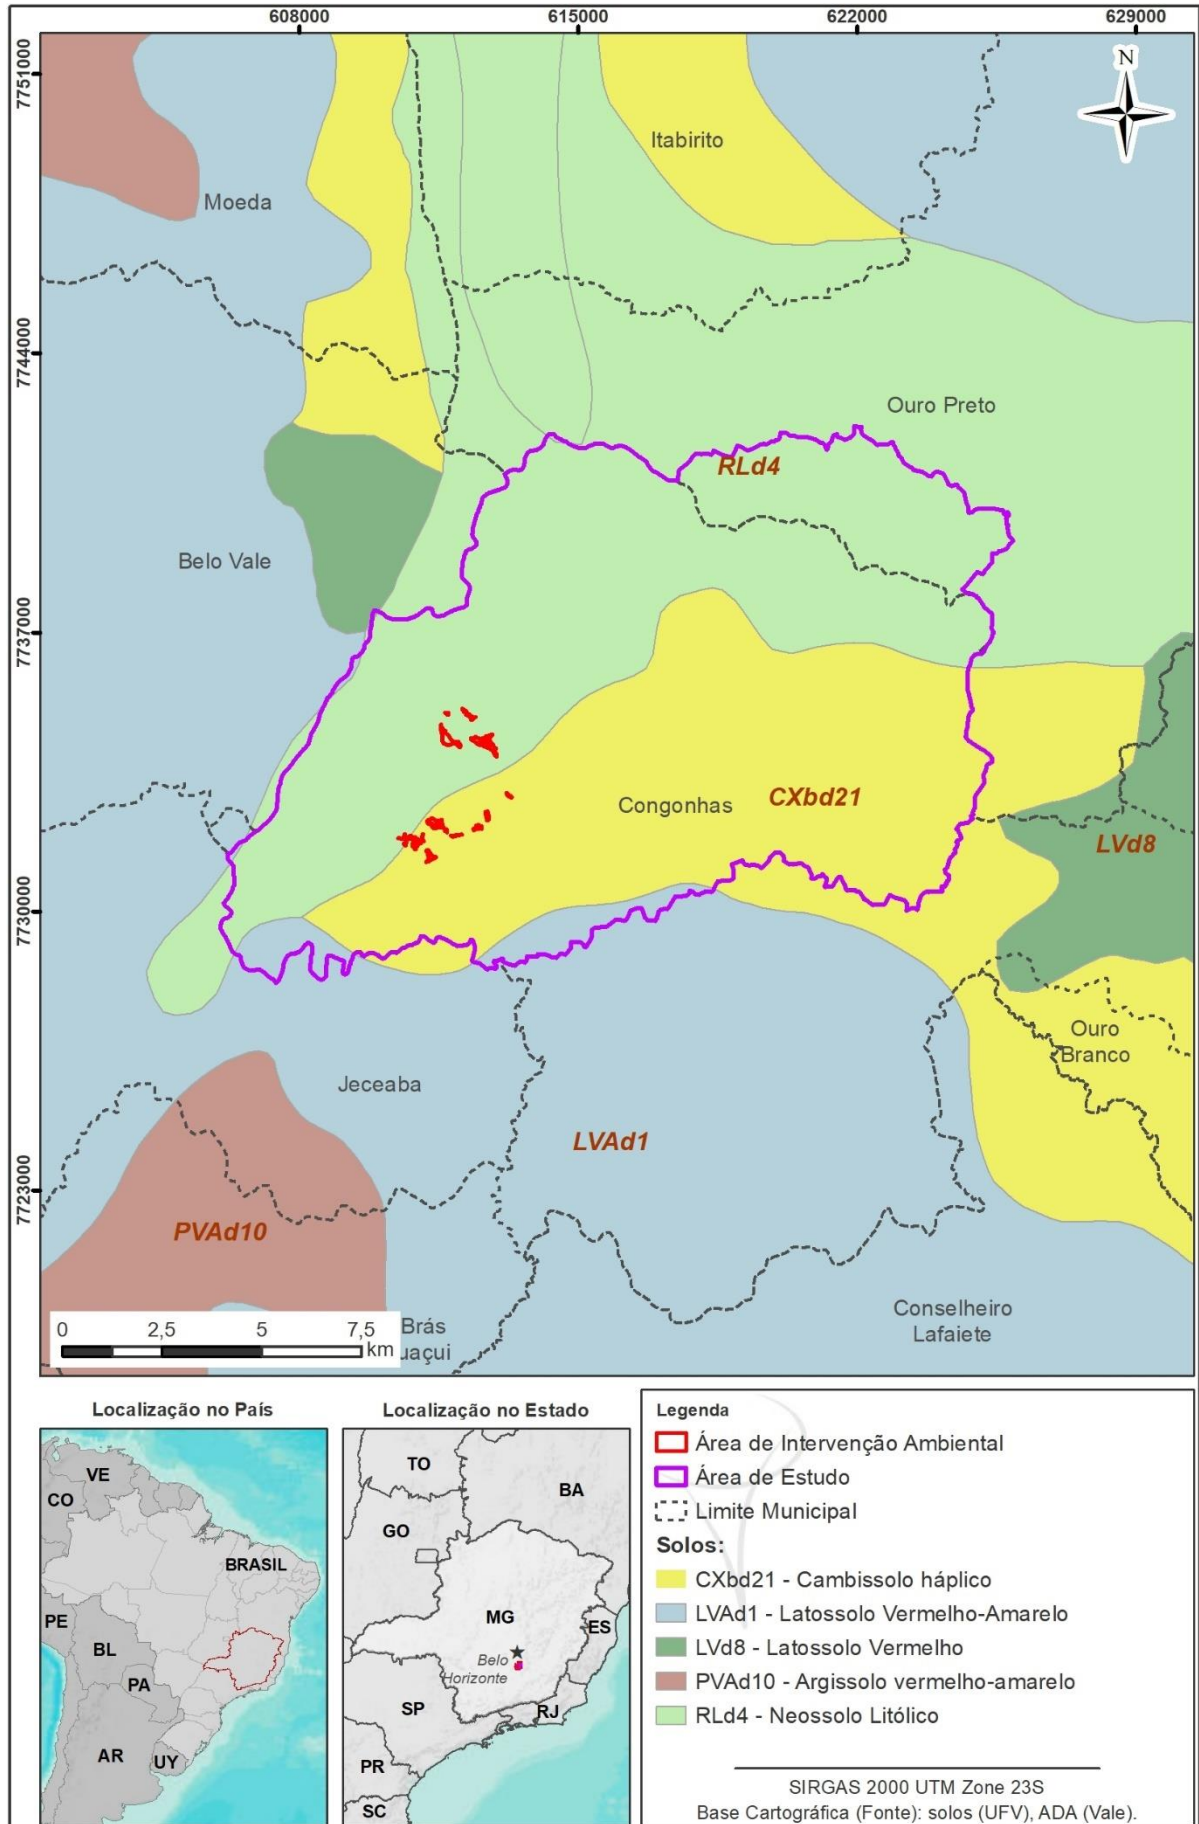 608000 615000 622000 629000
7751000
7744000
7737000
7730000
7723000
N
Itabirito
Moeda
Ouro Preto
RLd4
Belo Vale
Congonhas
CXbd21
LVd8
Ouro
Branco
Jeceaba
LVAd1
PVAd10
Conselheiro
Lafaiete
Brás
uaçui
0 2,5 5 7,5
km
Localização no País
VE
CO
BRASIL
PE
BL
PA
AR
UY
Localização no Estado
TO
BA
GO
MG
ES
Belo
Horizonte
SP
RJ
PR
SC
Legenda
Área de Intervenção Ambiental
Área de Estudo
Limite Municipal
Solos:
CXbd21 - Cambissolo háplico
LVAd1 - Latossolo Vermelho-Amarelo
LVd8 - Latossolo Vermelho
PVAd10 - Argissolo vermelho-amarelo
RLd4 - Neossolo Litólico
SIRGAS 2000 UTM Zone 23S
Base Cartográfica (Fonte): solos (UFV), ADA (Vale).